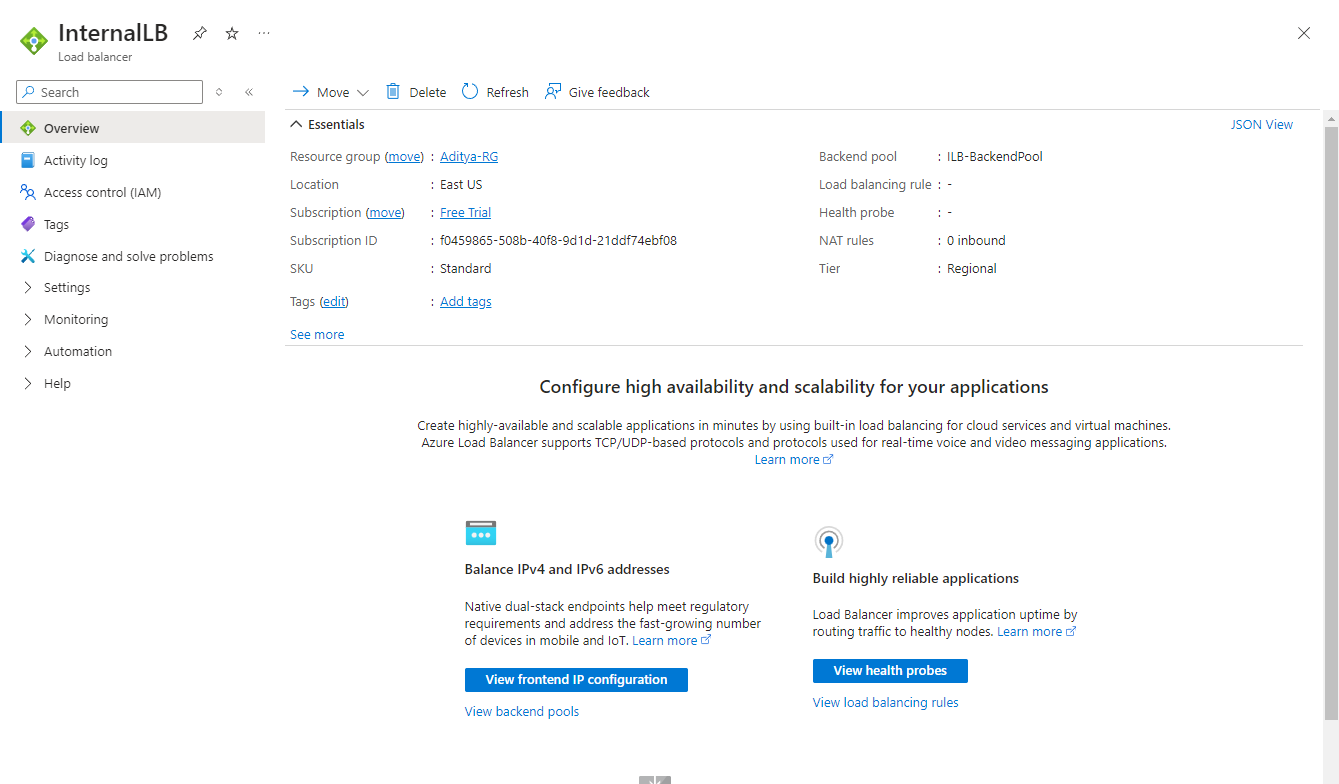 InternalLB
Load balancer
Search
Overview
Activity log
Access control (IAM)
Tags
Diagnose and solve problems
Settings
Monitoring
Automation
Help
Move
Delete
Refresh
Give feedback
Essentials
JSON View
Resource group (move) : Aditya-RG
Location : East US
Subscription (move) : Free Trial
Subscription ID : f0459865-508b-40f8-9d1d-21ddf74ebf08
SKU : Standard
Tags (edit) : Add tags
See more
Backend pool : ILB-BackendPool
Load balancing rule : -
Health probe : -
NAT rules : 0 inbound
Tier : Regional
Configure high availability and scalability for your applications
Create highly-available and scalable applications in minutes by using built-in load balancing for cloud services and virtual machines.
Azure Load Balancer supports TCP/UDP-based protocols and protocols used for real-time voice and video messaging applications.
Learn more
Balance IPv4 and IPv6 addresses
Native dual-stack endpoints help meet regulatory
requirements and address the fast-growing number
of devices in mobile and IoT. Learn more
View frontend IP configuration
View backend pools
Build highly reliable applications
Load Balancer improves application uptime by
routing traffic to healthy nodes. Learn more
View health probes
View load balancing rules